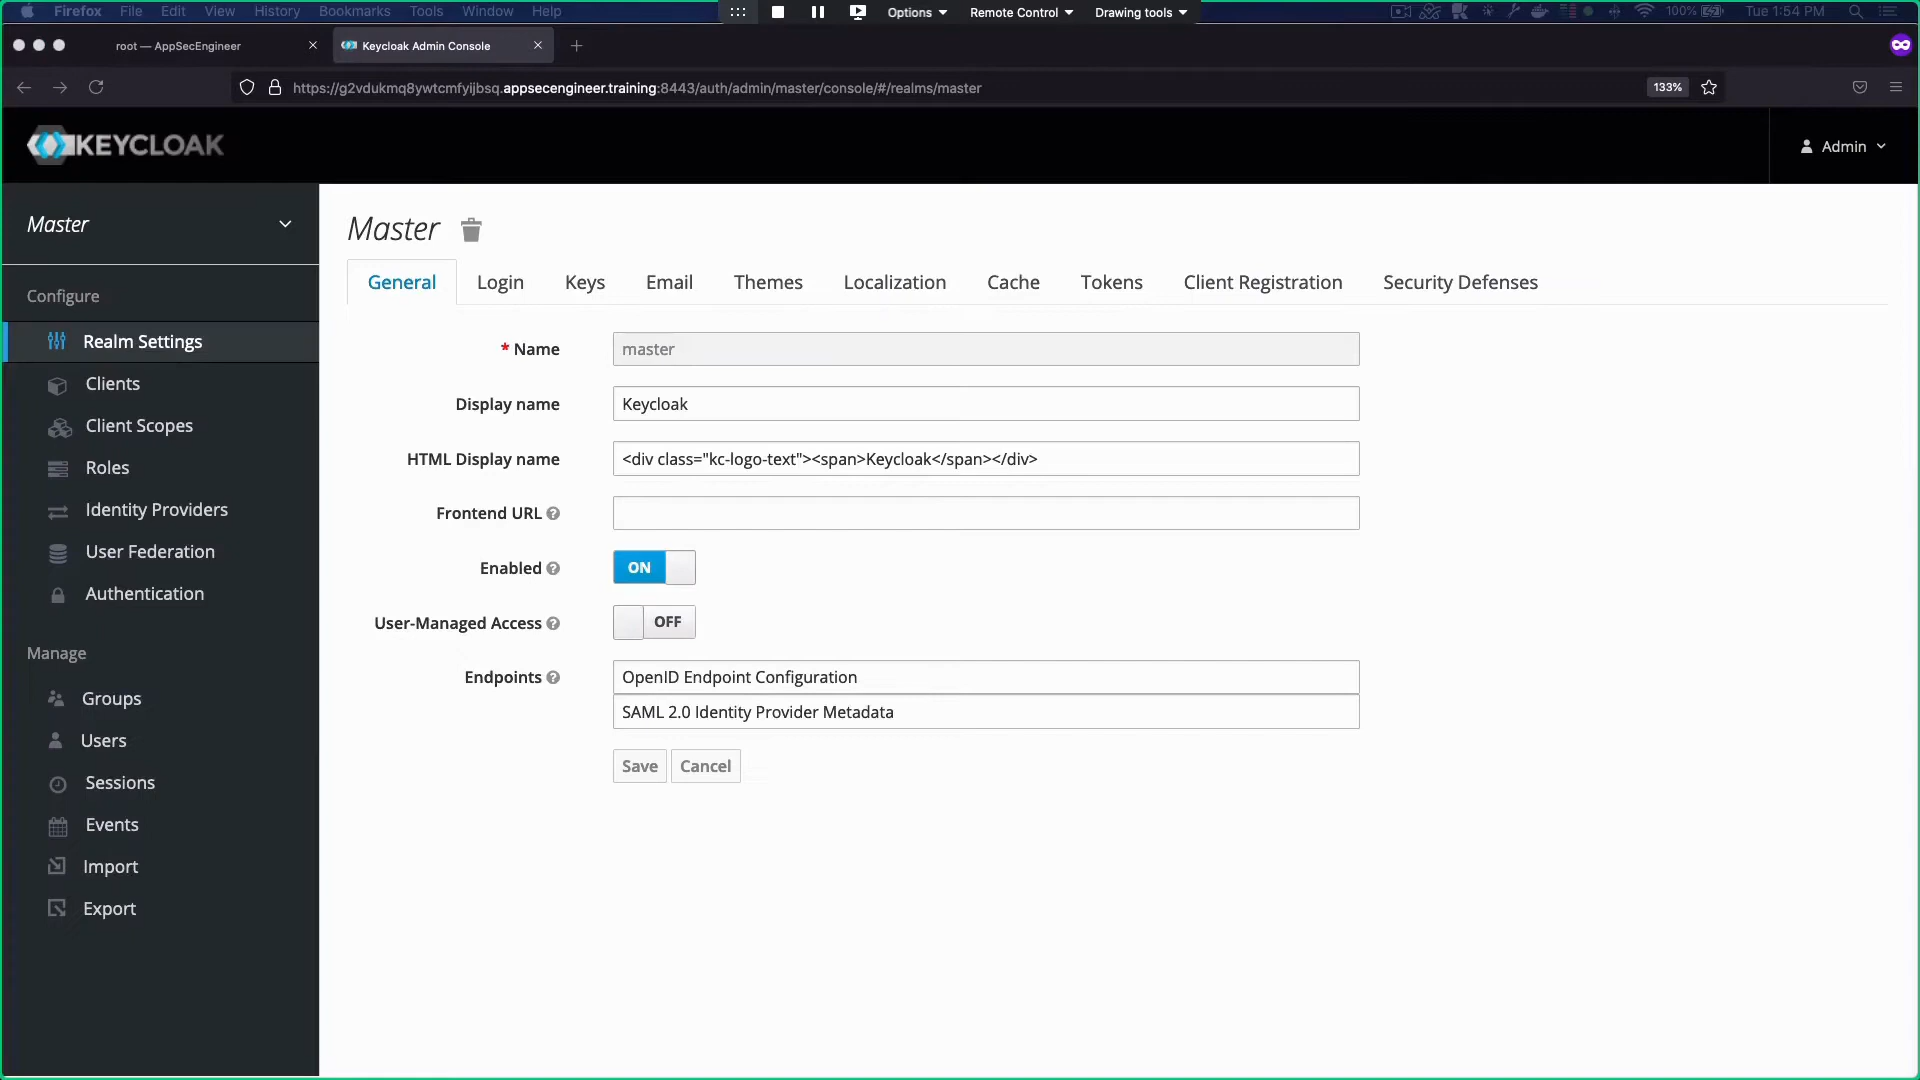 Firefox File Edit View History Bookmarks Tools Window Help
Options Remote Control Drawing tools
100% Tue 1:54 PM
root — AppSecEngineer
Keycloak Admin Console
https://g2vdukmq8ywtcmfyijbsq.appsecengineer.training:8443/auth/admin/master/console/#/realms/master
133%
KEYCLOAK
Admin
Master
Configure
Realm Settings
Clients
Client Scopes
Roles
Identity Providers
User Federation
Authentication
Manage
Groups
Users
Sessions
Events
Import
Export
Master
General Login Keys Email Themes Localization Cache Tokens Client Registration Security Defenses
* Name master
Display name Keycloak
HTML Display name <div class="kc-logo-text"><span>Keycloak</span></div>
Frontend URL
Enabled ON
User-Managed Access OFF
Endpoints OpenID Endpoint Configuration
SAML 2.0 Identity Provider Metadata
Save Cancel